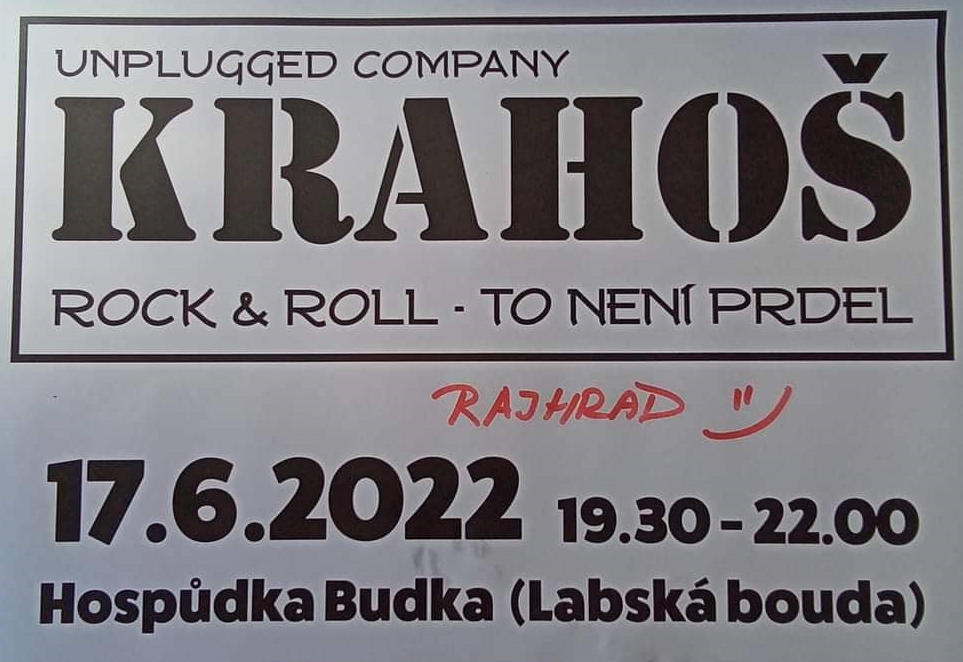 UNPLUGGED COMPANY
KRAHOŠ
ROCK & ROLL - TO NENÍ PRDEL
RAJHRAD
17.6.2022 19.30 - 22.00
Hospůdka Budka (Labská bouda)